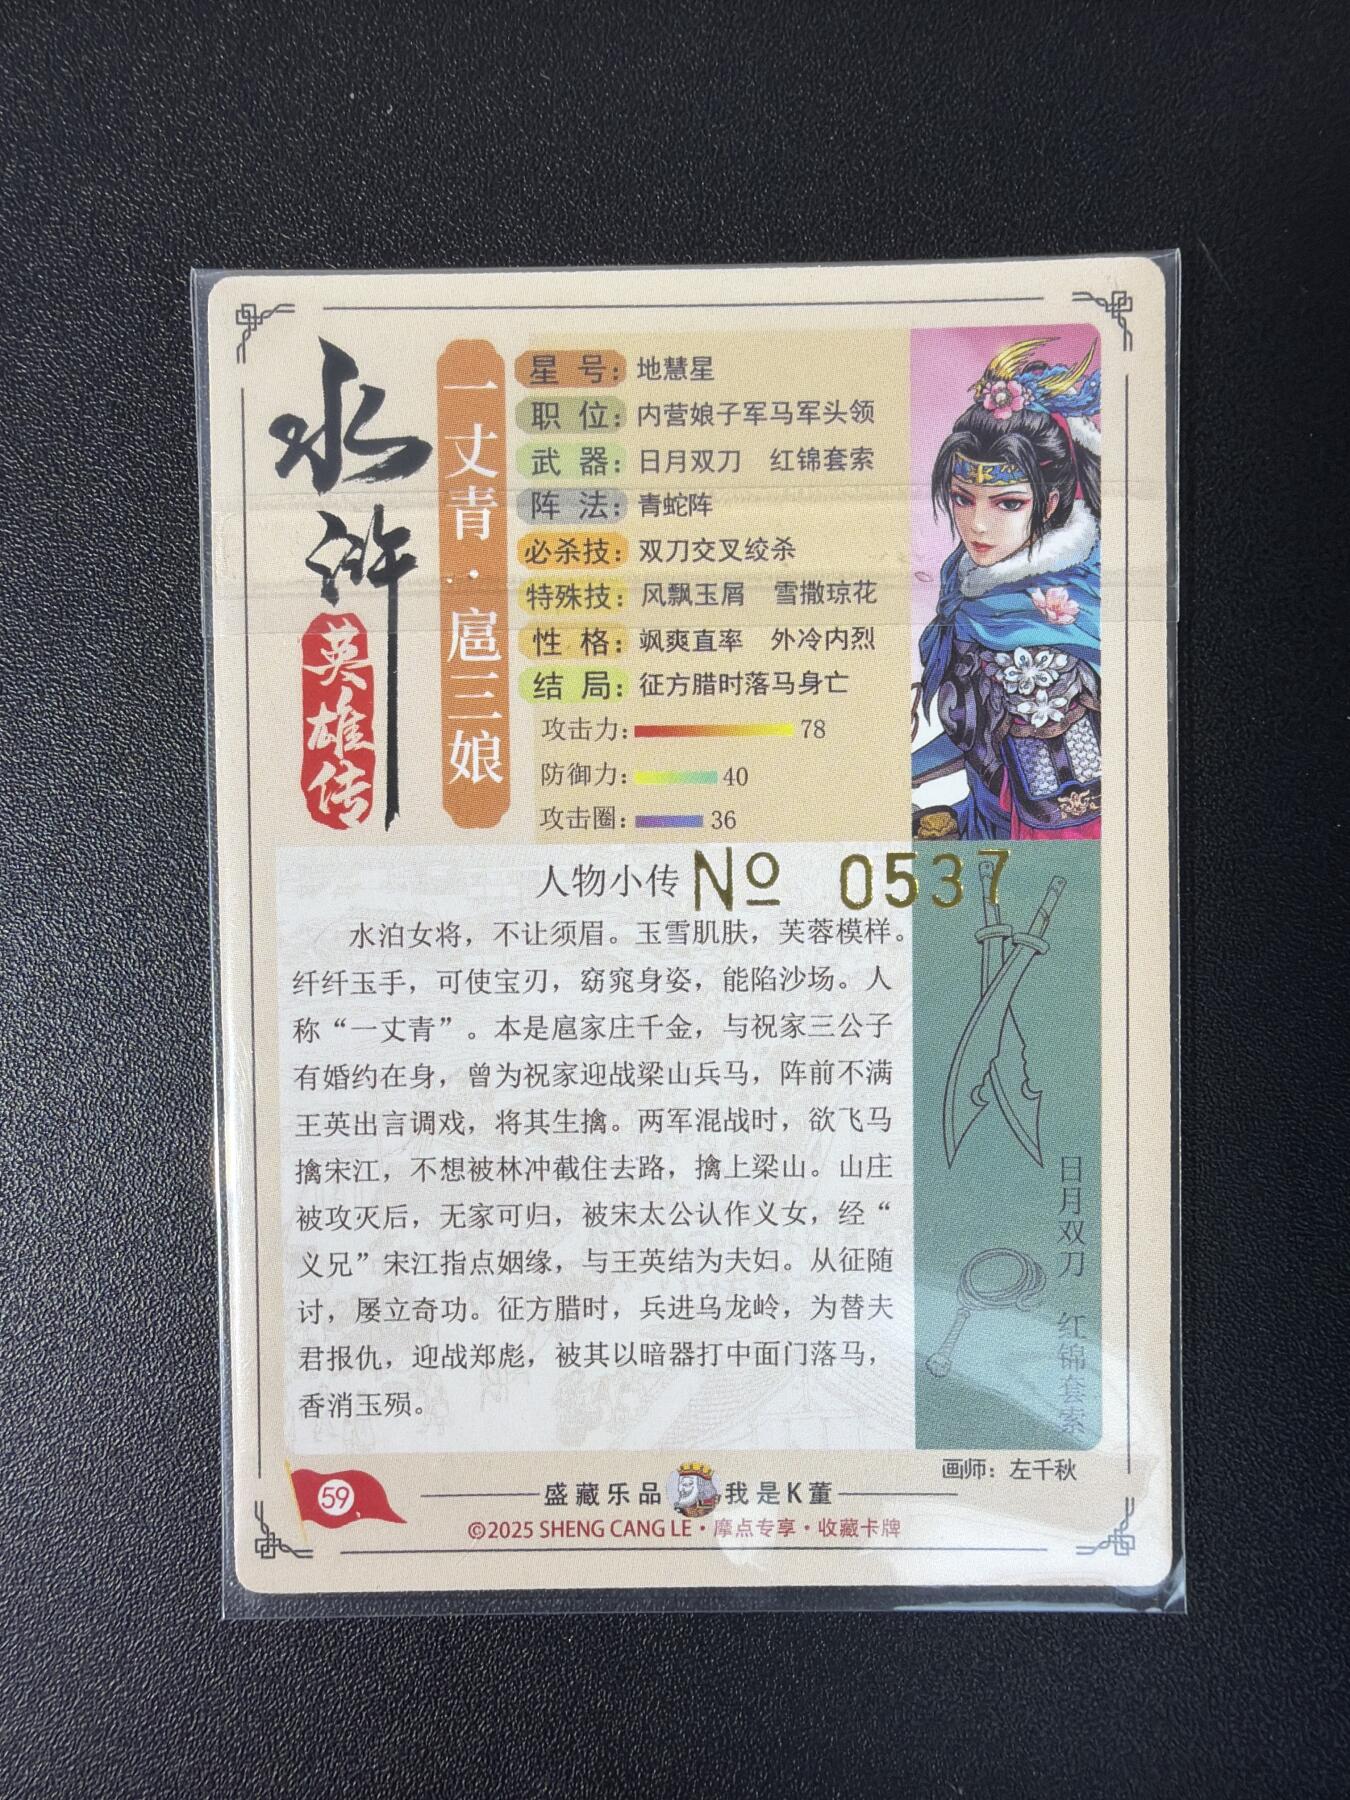 水浒
英雄传
一丈青·扈三娘
星号：地慧星
职位：内营娘子军马军头领
武器：日月双刀 红锦套索
阵法：青蛇阵
必杀技：双刀交叉绞杀
特殊技：风飘玉屑 雪撒琼花
性格：飒爽直率 外冷内烈
结局：征方腊时落马身亡
攻击力：78
防御力：40
攻击圈：36
人物小传 No 0537
水泊女将，不让须眉。玉雪肌肤，芙蓉模样。
纤纤玉手，可使宝刃，窈窕身姿，能陷沙场。人
称“一丈青”。本是扈家庄千金，与祝家三公子
有婚约在身，曾为祝家迎战梁山兵马，阵前不满
王英出言调戏，将其生擒。两军混战时，欲飞马
擒宋江，不想被林冲截住去路，擒上梁山。山庄
被攻灭后，无家可归，被宋太公认作义女，经“
义兄”宋江指点姻缘，与王英结为夫妇。从征随
讨，屡立奇功。征方腊时，兵进乌龙岭，为替夫
君报仇，迎战郑彪，被其以暗器打中面门落马，
香消玉殒。
日月双刀 红锦套索
画师：左千秋
59
盛藏乐品 我是K董
©2025 SHENG CANG LE·摩点专享·收藏卡牌